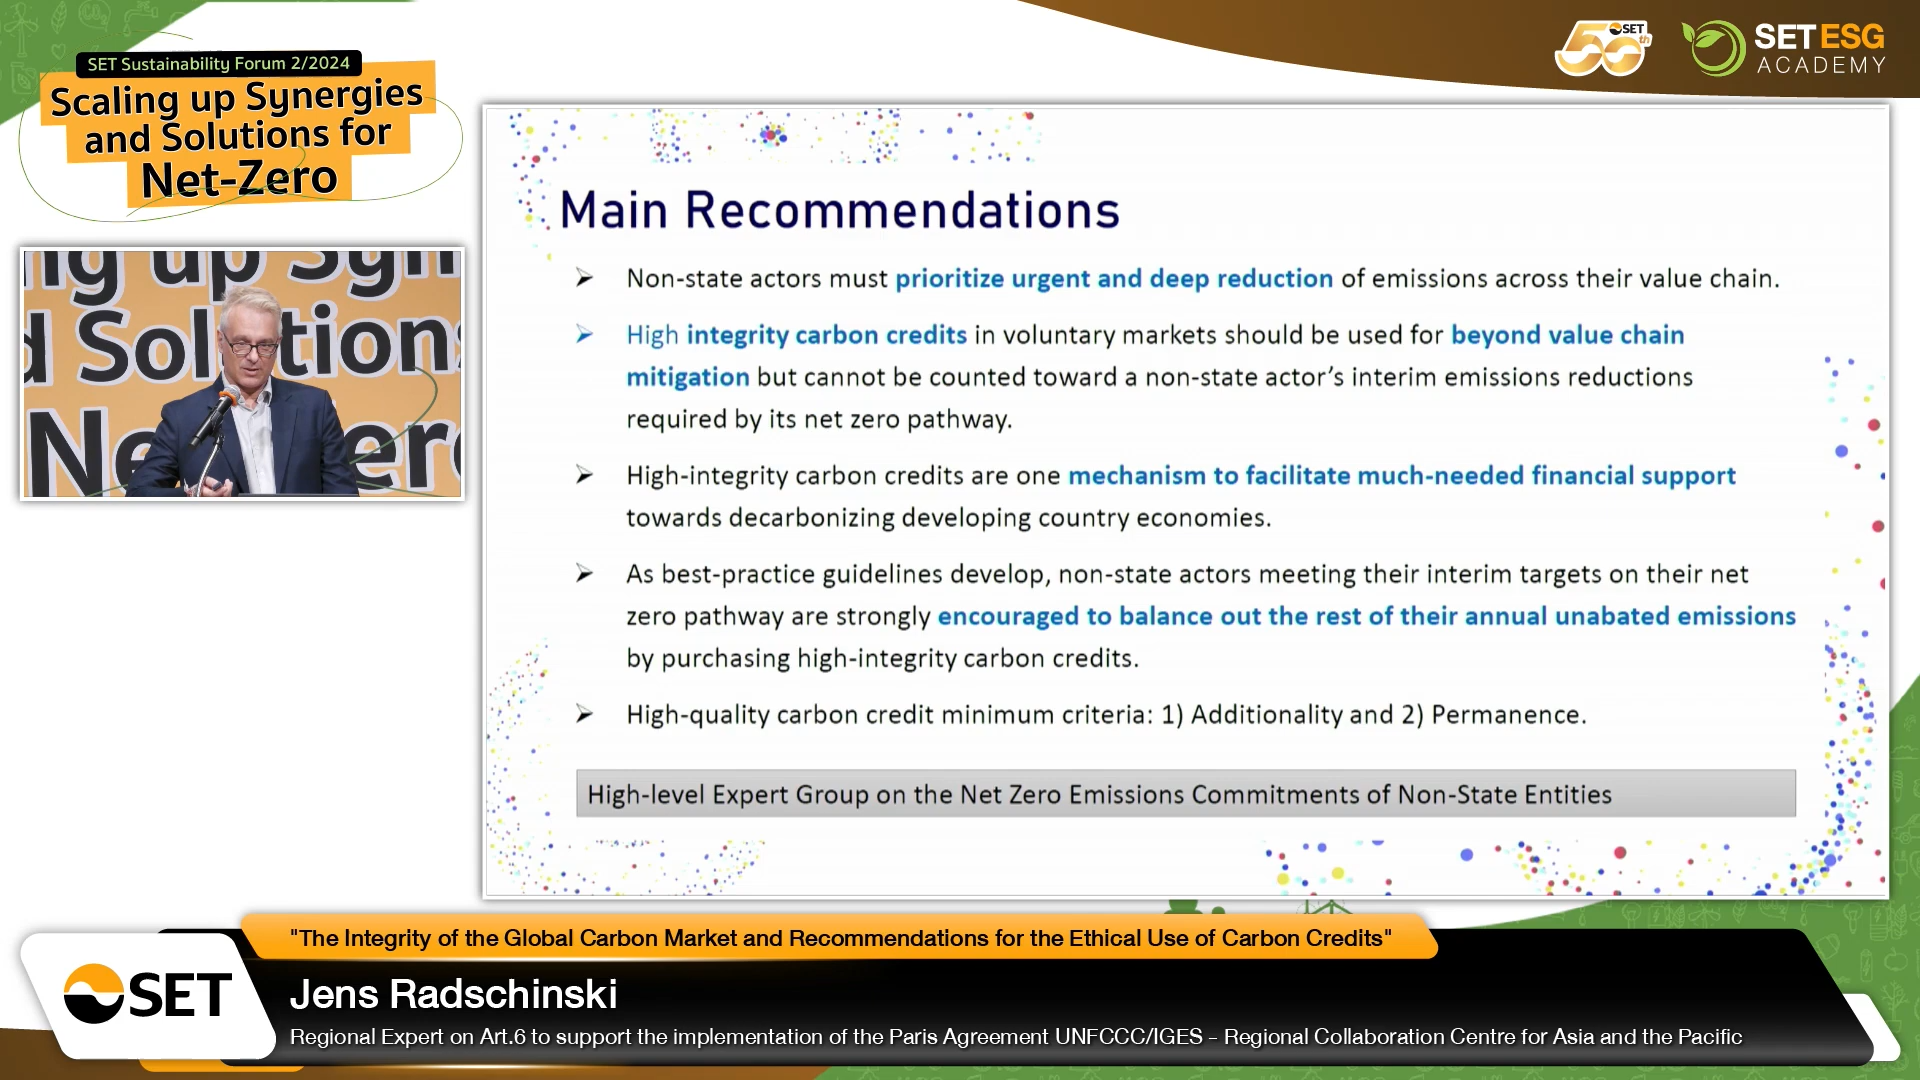 SET Sustainability Forum 2/2024
Scaling up Synergies
and Solutions for
Net-Zero
50th
SET
SET ESG
ACADEMY
ng up Syn
d Solutions
Net-Zero
Main Recommendations
➢ Non-state actors must prioritize urgent and deep reduction of emissions across their value chain.
➢ High integrity carbon credits in voluntary markets should be used for beyond value chain
mitigation but cannot be counted toward a non-state actor’s interim emissions reductions
required by its net zero pathway.
➢ High-integrity carbon credits are one mechanism to facilitate much-needed financial support
towards decarbonizing developing country economies.
➢ As best-practice guidelines develop, non-state actors meeting their interim targets on their net
zero pathway are strongly encouraged to balance out the rest of their annual unabated emissions
by purchasing high-integrity carbon credits.
➢ High-quality carbon credit minimum criteria: 1) Additionality and 2) Permanence.
High-level Expert Group on the Net Zero Emissions Commitments of Non-State Entities
"The Integrity of the Global Carbon Market and Recommendations for the Ethical Use of Carbon Credits"
SET
Jens Radschinski
Regional Expert on Art.6 to support the implementation of the Paris Agreement UNFCCC/IGES – Regional Collaboration Centre for Asia and the Pacific